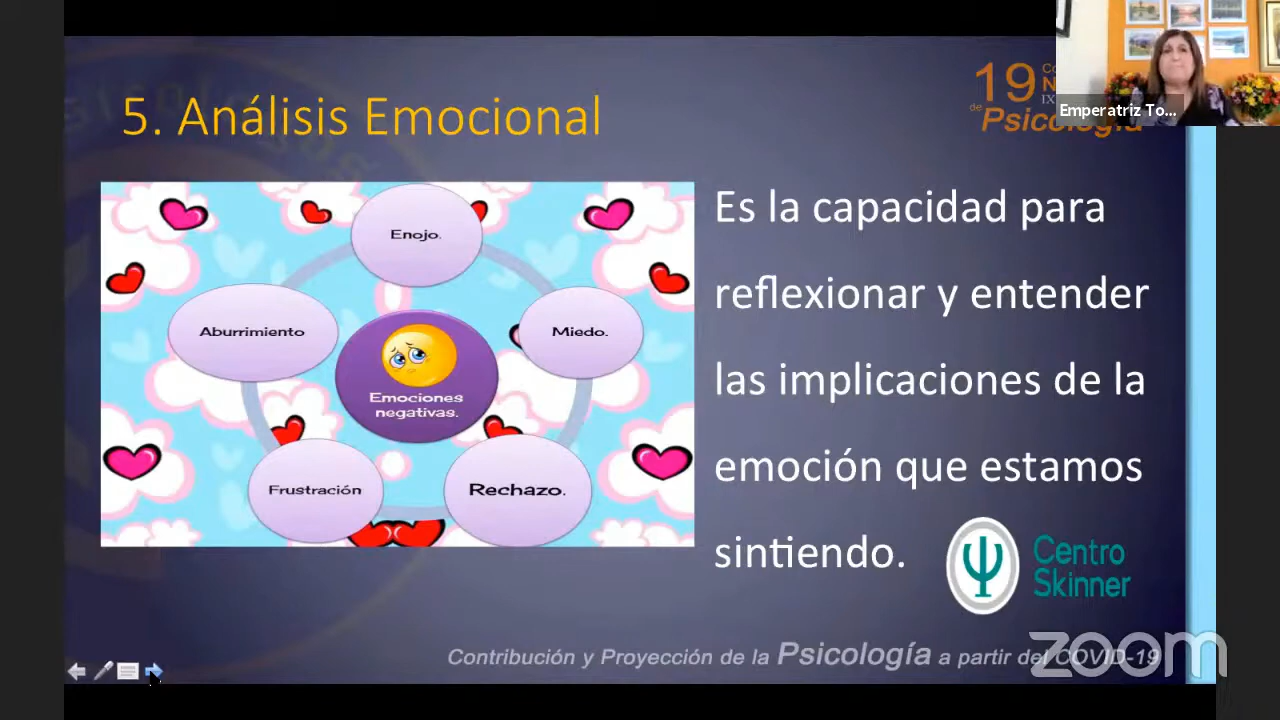 5. Análisis Emocional
19
de Psicología
Emperatriz To...
Enojo.
Aburrimiento
Miedo.
Emociones
negativas.
Frustración
Rechazo.
Es la capacidad para
reflexionar y entender
las implicaciones de la
emoción que estamos
sintiendo.
Centro
Skinner
Contribución y Proyección de la Psicología a partir del COVID-19
zoom